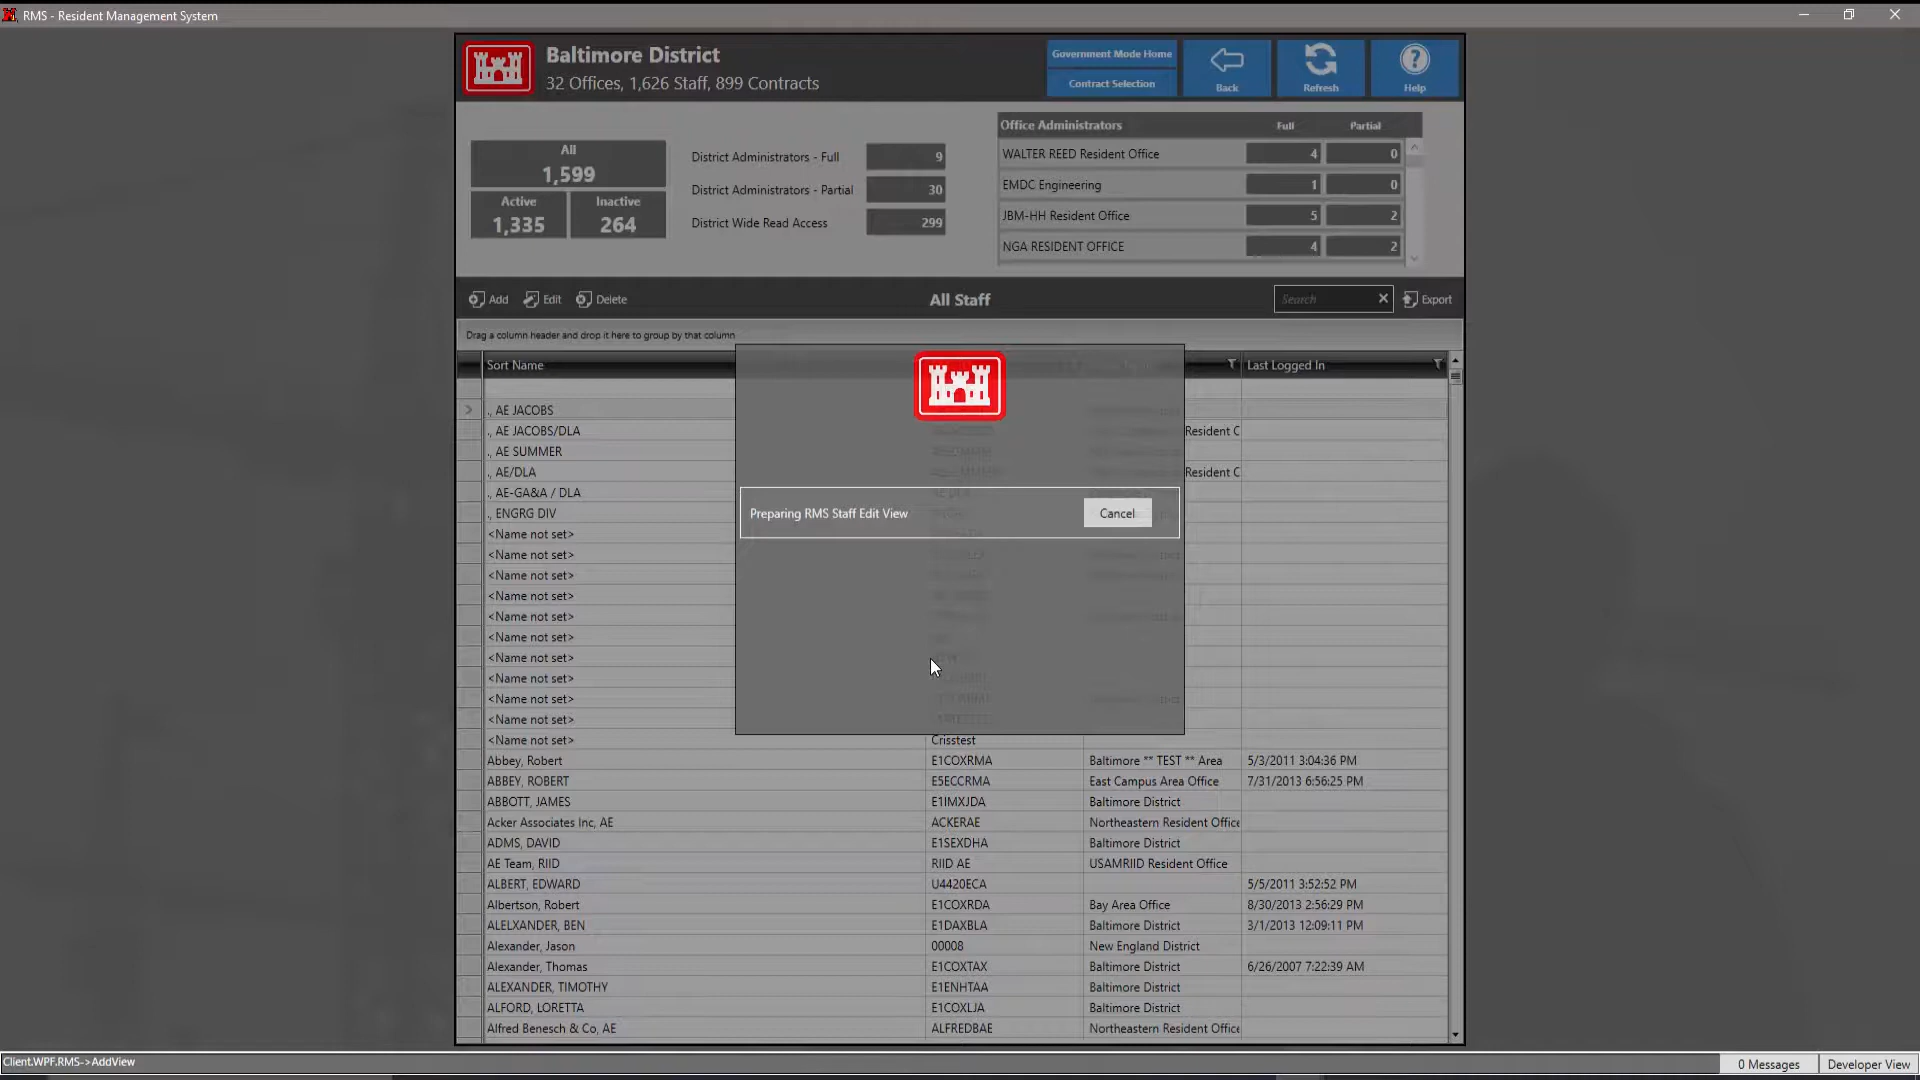 RMS - Resident Management System
Baltimore District
32 Offices, 1,626 Staff, 899 Contracts
Government Mode Home
Contract Selection
Back
Refresh
Help
All
1,599
Active
1,335
Inactive
264
District Administrators - Full 9
District Administrators - Partial 30
District Wide Read Access 299
Office Administrators Full Partial
WALTER REED Resident Office 4 0
EMDC Engineering 1 0
JBM-HH Resident Office 5 2
NGA RESIDENT OFFICE 4 2
Add Edit Delete
All Staff
Search
Export
Drag a column header and drop it here to group by that column
Sort Name Last Logged In
., AE JACOBS
., AE JACOBS/DLA Resident C
., AE SUMMER
., AE/DLA Resident C
., AE-GA&A / DLA
., ENGRG DIV
Preparing RMS Staff Edit View
Cancel
<Name not set>
<Name not set>
<Name not set>
<Name not set>
<Name not set>
<Name not set>
<Name not set>
<Name not set>
<Name not set>
<Name not set>
<Name not set> Crisstest
Abbey, Robert E1COXRMA Baltimore ** TEST ** Area 5/3/2011 3:04:36 PM
ABBEY, ROBERT E5ECCRMA East Campus Area Office 7/31/2013 6:56:25 PM
ABBOTT, JAMES E1IMXJDA Baltimore District
Acker Associates Inc, AE ACKERAE Northeastern Resident Office
ADMS, DAVID E1SEXDHA Baltimore District
AE Team, RIID RIID AE USAMRIID Resident Office
ALBERT, EDWARD U4420ECA 5/5/2011 3:52:52 PM
Albertson, Robert E1COXRDA Bay Area Office 8/30/2013 2:56:29 PM
ALELXANDER, BEN E1DAXBLA Baltimore District 3/1/2013 12:09:11 PM
Alexander, Jason 00008 New England District
Alexander, Thomas E1COXTAX Baltimore District 6/26/2007 7:22:39 AM
ALEXANDER, TIMOTHY E1ENHTAA Baltimore District
ALFORD, LORETTA E1COXLJA Baltimore District
Alfred Benesch & Co, AE ALFREDBAE Northeastern Resident Office
Client.WPF.RMS->AddView
0 Messages
Developer View